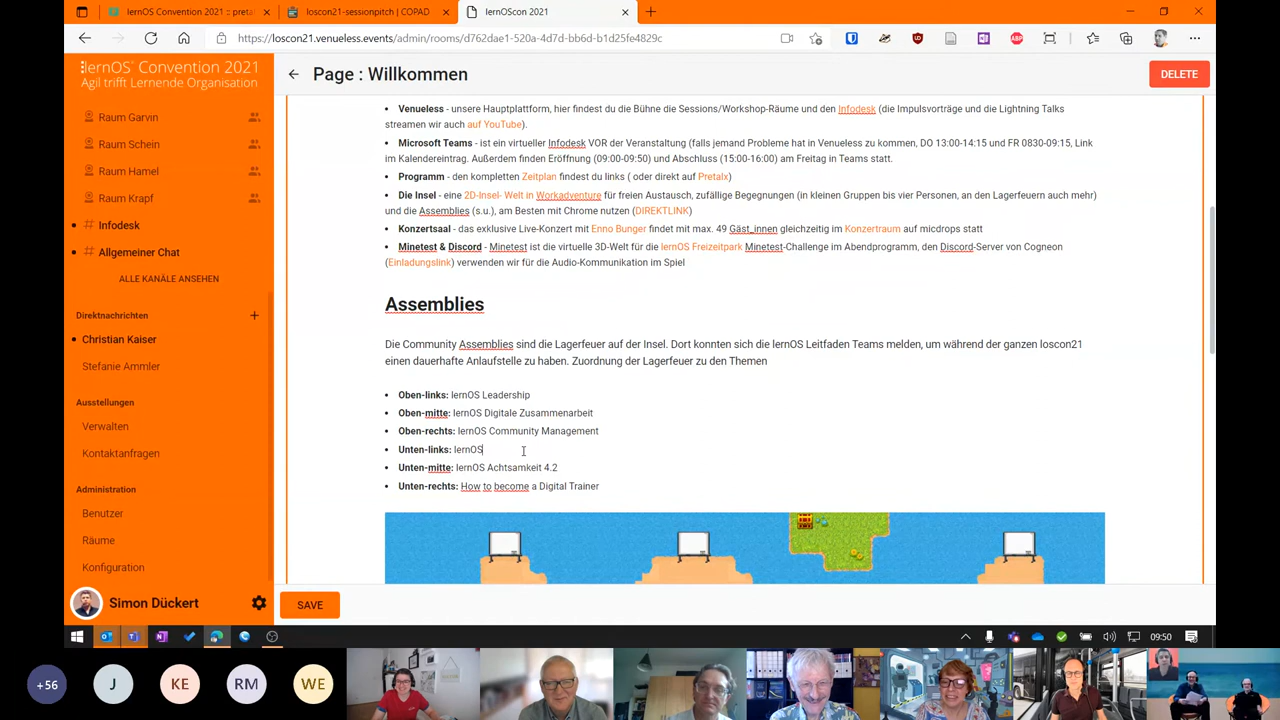 lernOS Convention 2021 :: preta
loscon21-sessionpitch | COPAD
lernOScon 2021
https://loscon21.venueless.events/admin/rooms/d762dae1-520a-4d7d-bb6d-b1d25fe4829c
lernOS Convention 2021
Agil trifft Lernende Organisation
Page : Willkommen
DELETE
Raum Garvin
Raum Schein
Raum Hamel
Raum Krapf
# Infodesk
# Allgemeiner Chat
ALLE KANÄLE ANSEHEN
Direktnachrichten
Christian Kaiser
Stefanie Ammler
Ausstellungen
Verwalten
Kontaktanfragen
Administration
Benutzer
Räume
Konfiguration
Simon Dückert
• Venueless - unsere Hauptplattform, hier findest du die Bühne die Sessions/Workshop-Räume und den Infodesk (die Impulsvorträge und die Lightning Talks
streamen wir auch auf YouTube).
• Microsoft Teams - ist ein virtueller Infodesk VOR der Veranstaltung (falls jemand Probleme hat in Venueless zu kommen, DO 13:00-14:15 und FR 0830-09:15, Link
im Kalendereintrag. Außerdem finden Eröffnung (09:00-09:50) und Abschluss (15:00-16:00) am Freitag in Teams statt.
• Programm - den kompletten Zeitplan findest du links ( oder direkt auf Pretalx)
• Die Insel - eine 2D-Insel- Welt in Workadventure für freien Austausch, zufällige Begegnungen (in kleinen Gruppen bis vier Personen, an den Lagerfeuern auch mehr)
und die Assemblies (s.u.), am Besten mit Chrome nutzen (DIREKTLINK)
• Konzertsaal - das exklusive Live-Konzert mit Enno Bunger findet mit max. 49 Gäst_innen gleichzeitig im Konzertraum auf micdrops statt
• Minetest & Discord - Minetest ist die virtuelle 3D-Welt für die lernOS Freizeitpark Minetest-Challenge im Abendprogramm, den Discord-Server von Cogneon
(Einladungslink) verwenden wir für die Audio-Kommunikation im Spiel
Assemblies
Die Community Assemblies sind die Lagerfeuer auf der Insel. Dort konnten sich die lernOS Leitfaden Teams melden, um während der ganzen loscon21
einen dauerhafte Anlaufstelle zu haben. Zuordnung der Lagerfeuer zu den Themen
• Oben-links: lernOS Leadership
• Oben-mitte: lernOS Digitale Zusammenarbeit
• Oben-rechts: lernOS Community Management
• Unten-links: lernOS
• Unten-mitte: lernOS Achtsamkeit 4.2
• Unten-rechts: How to become a Digital Trainer
SAVE
09:50
+56
J
KE
RM
WE